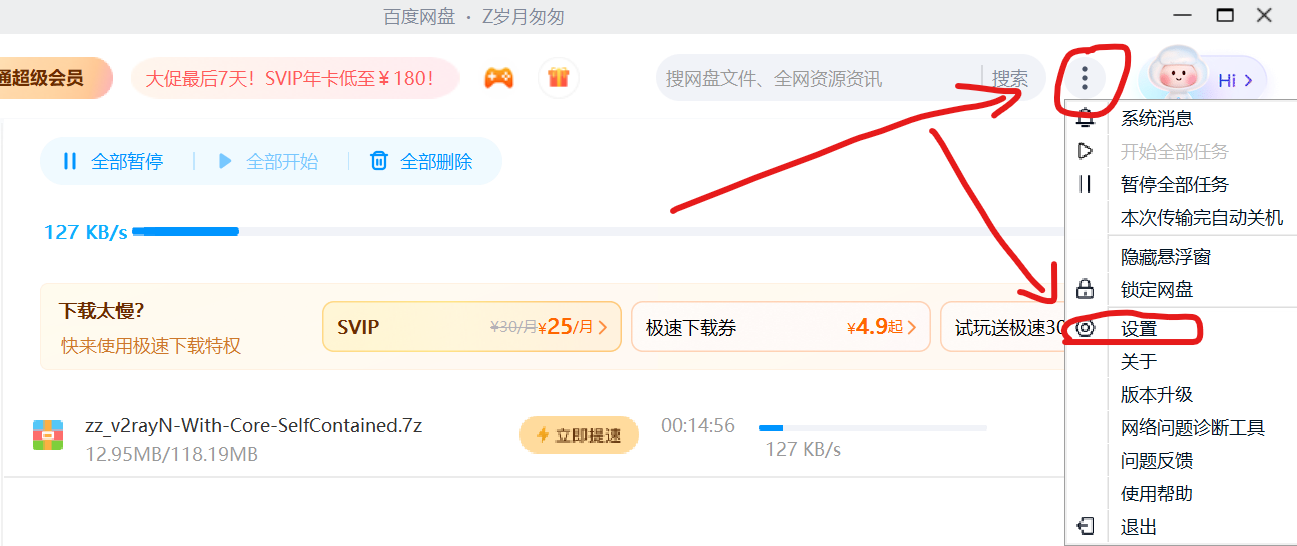 百度网盘 · Z岁月匆匆
通超级会员
大促最后7天！SVIP年卡低至￥180！
搜网盘文件、全网资源资讯
搜索
Hi
全部暂停
全部开始
全部删除
127 KB/s
下载太慢?
快来使用极速下载特权
SVIP
¥30/月¥25/月
极速下载券
¥4.9起
试玩送极速30
zz_v2rayN-With-Core-SelfContained.7z
12.95MB/118.19MB
立即提速
00:14:56
127 KB/s
系统消息
开始全部任务
暂停全部任务
本次传输完自动关机
隐藏悬浮窗
锁定网盘
设置
关于
版本升级
网络问题诊断工具
问题反馈
使用帮助
退出